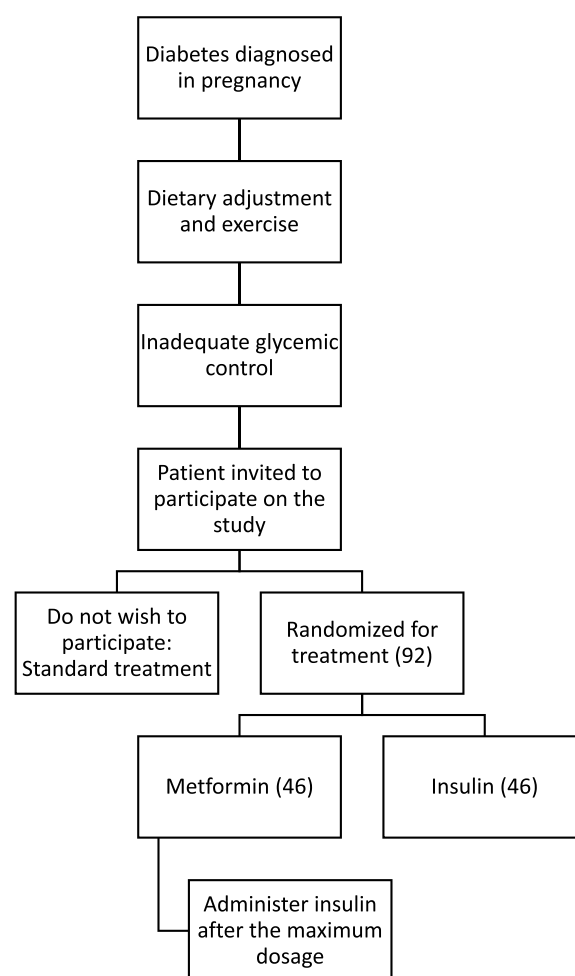 Diabetes diagnosed
in pregnancy
Dietary adjustment
and exercise
Inadequate glycemic
control
Patient invited to
participate on the
study
Do not wish to
participate:
Standard treatment
Randomized for
treatment (92)
Metformin (46)
Insulin (46)
Administer insulin
after the maximum
dosage